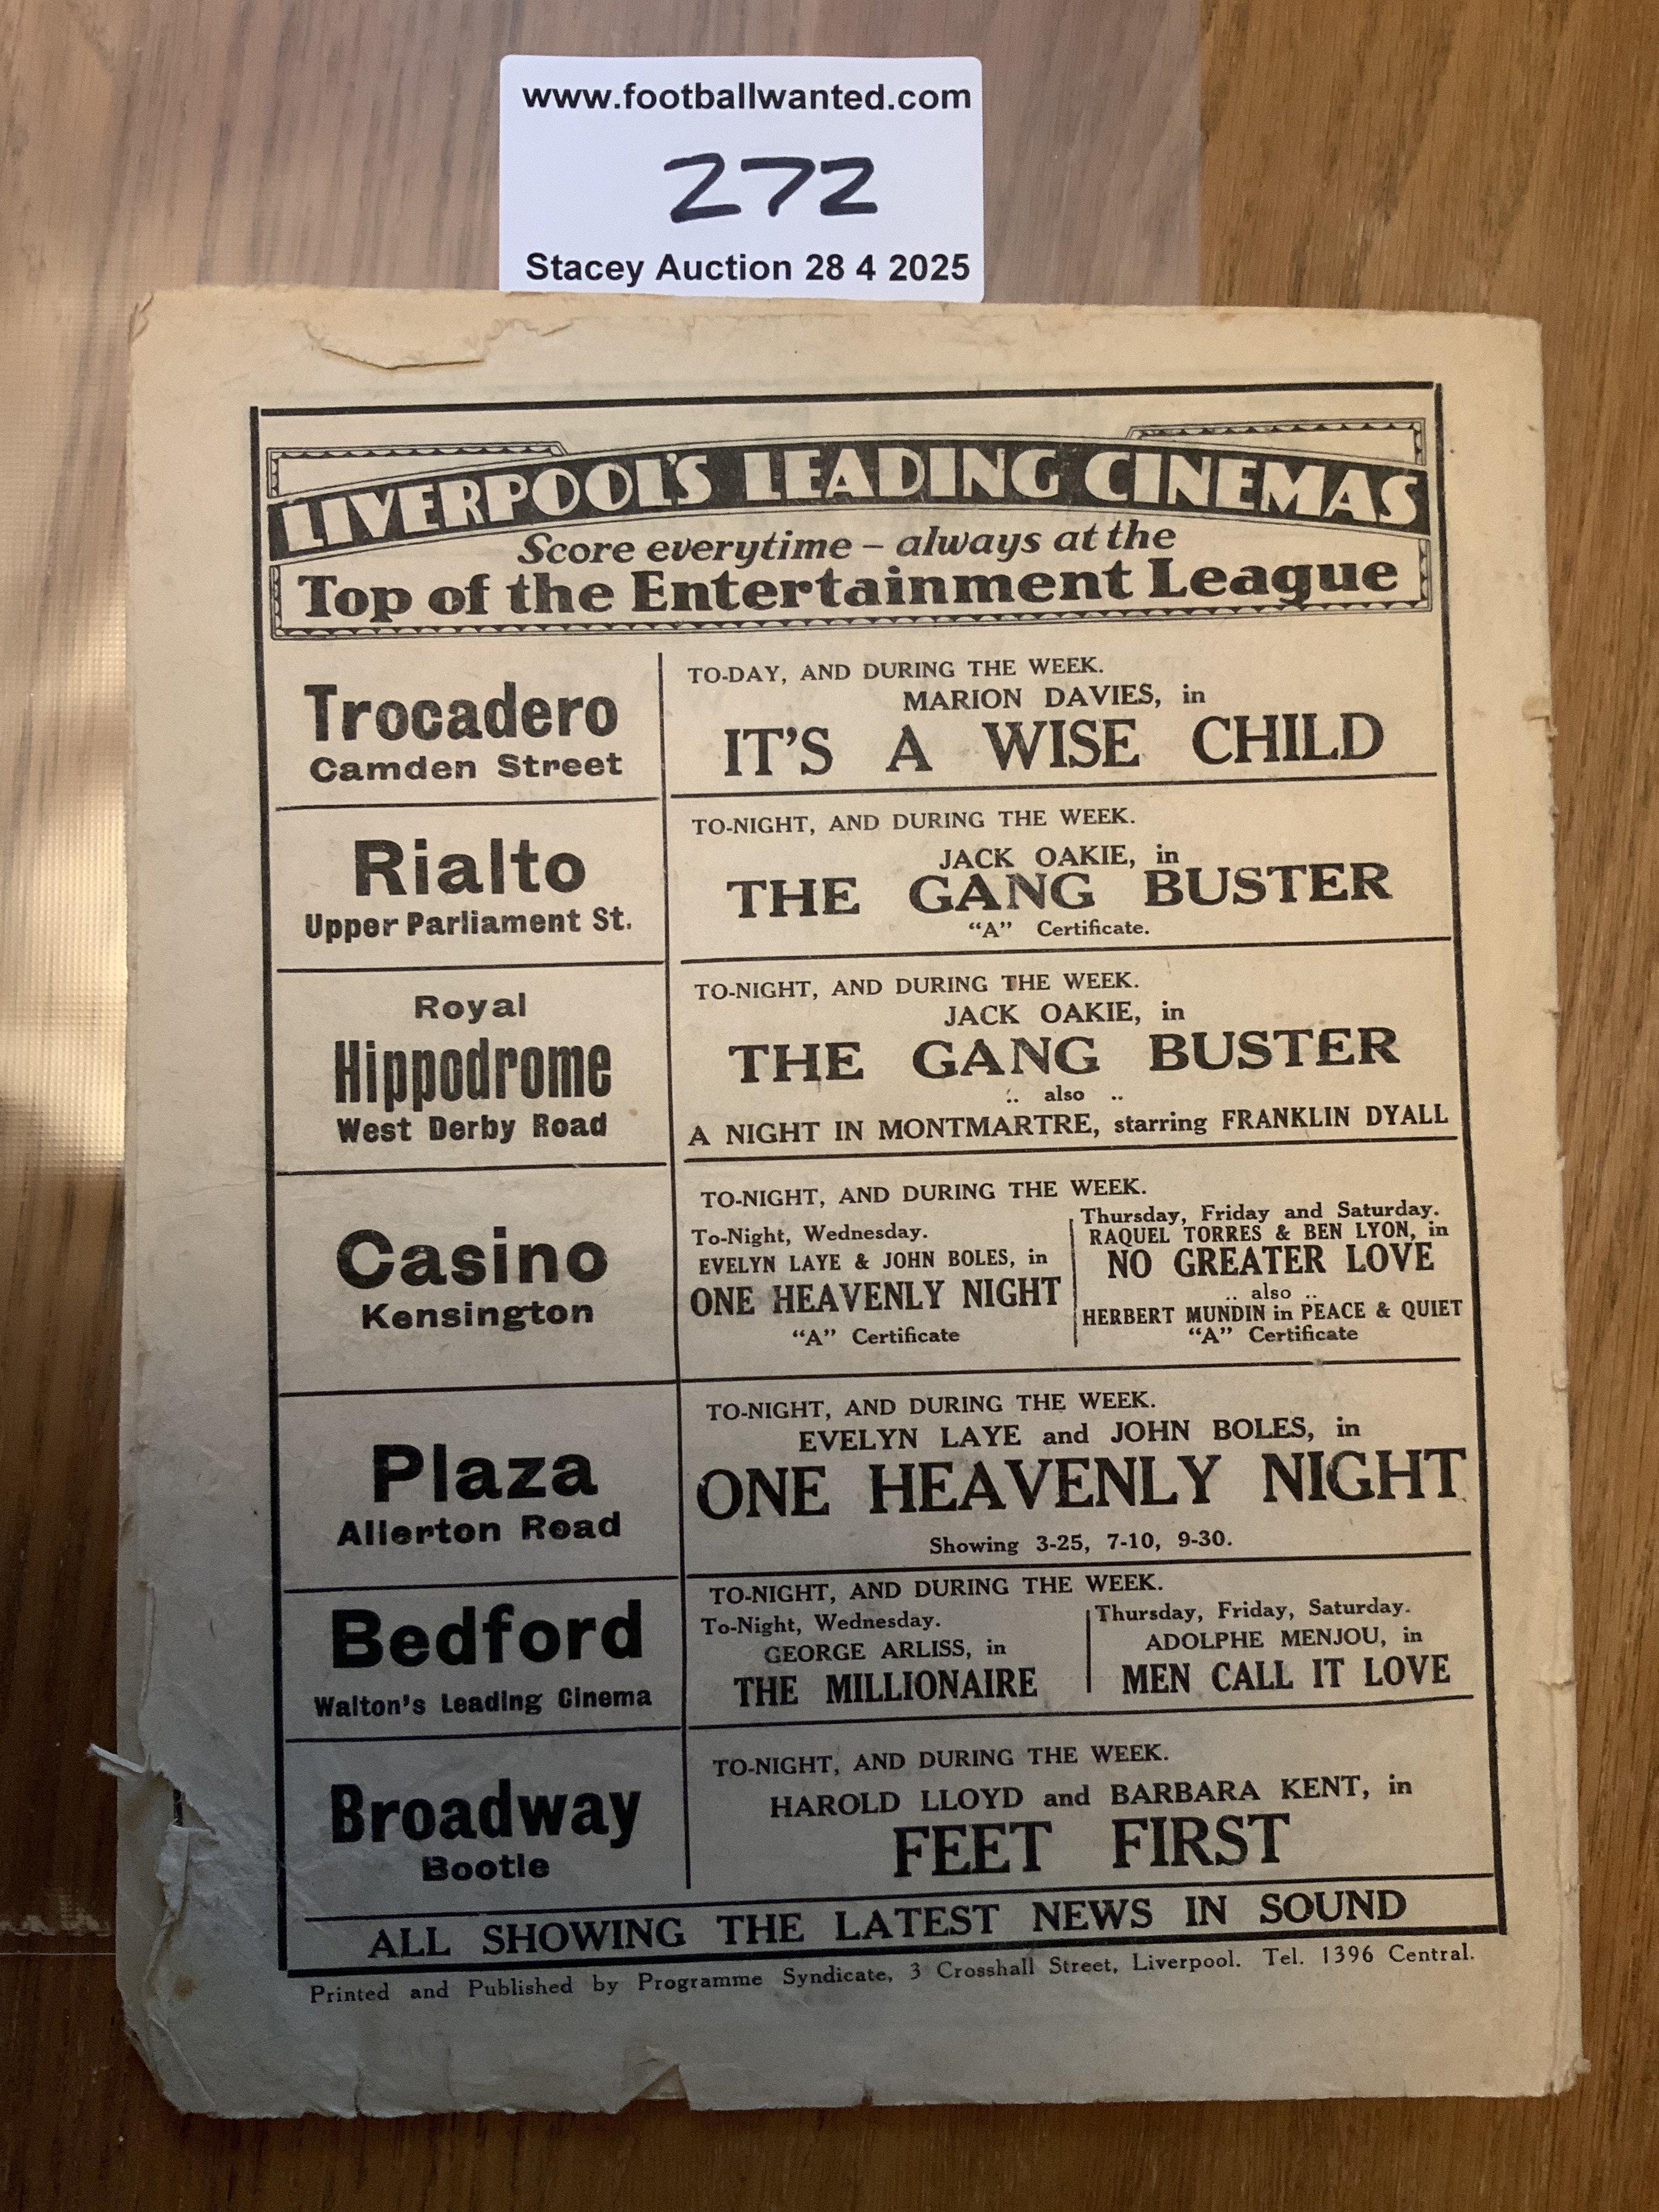 www.footballwanted.com
272
Stacey Auction 28 4 2025
LIVERPOOL'S LEADING CINEMAS
Score everytime – always at the
Top of the Entertainment League
Trocadero
Camden Street
TO-DAY, AND DURING THE WEEK.
MARION DAVIES, in
IT'S A WISE CHILD
Rialto
Upper Parliament St.
TO-NIGHT, AND DURING THE WEEK.
JACK OAKIE, in
THE GANG BUSTER
"A" Certificate.
Royal
Hippodrome
West Derby Road
TO-NIGHT, AND DURING THE WEEK.
JACK OAKIE, in
THE GANG BUSTER
.. also ..
A NIGHT IN MONTMARTRE, starring FRANKLIN DYALL
Casino
Kensington
TO-NIGHT, AND DURING THE WEEK.
To-Night, Wednesday.
EVELYN LAYE & JOHN BOLES, in
ONE HEAVENLY NIGHT
"A" Certificate
Thursday, Friday and Saturday.
RAQUEL TORRES & BEN LYON, in
NO GREATER LOVE
.. also ..
HERBERT MUNDIN in PEACE & QUIET
"A" Certificate
Plaza
Allerton Road
TO-NIGHT, AND DURING THE WEEK.
EVELYN LAYE and JOHN BOLES, in
ONE HEAVENLY NIGHT
Showing 3-25, 7-10, 9-30.
Bedford
Walton's Leading Cinema
TO-NIGHT, AND DURING THE WEEK.
To-Night, Wednesday.
GEORGE ARLISS, in
THE MILLIONAIRE
Thursday, Friday, Saturday.
ADOLPHE MENJOU, in
MEN CALL IT LOVE
Broadway
Bootle
TO-NIGHT, AND DURING THE WEEK.
HAROLD LLOYD and BARBARA KENT, in
FEET FIRST
ALL SHOWING THE LATEST NEWS IN SOUND
Printed and Published by Programme Syndicate, 3 Crosshall Street, Liverpool. Tel. 1396 Central.